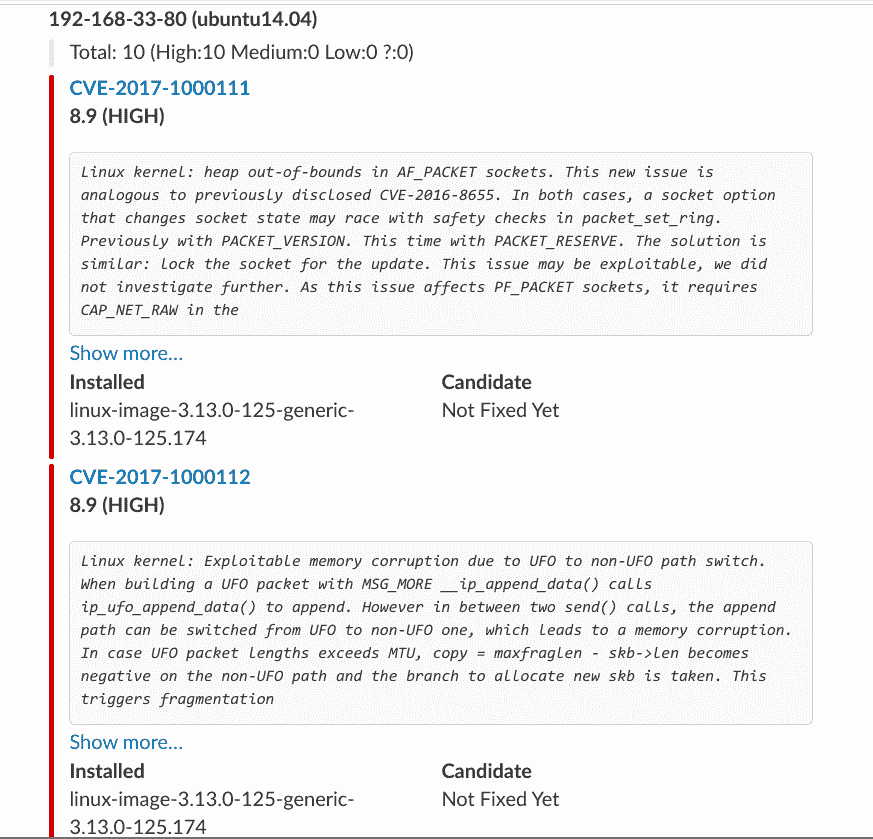 192-168-33-80 (ubuntu14.04)
Total: 10 (High:10 Medium:0 Low:0 ?:0)
CVE-2017-1000111
8.9 (HIGH)
Linux kernel: heap out-of-bounds in AF_PACKET sockets. This new issue is
analogous to previously disclosed CVE-2016-8655. In both cases, a socket option
that changes socket state may race with safety checks in packet_set_ring.
Previously with PACKET_VERSION. This time with PACKET_RESERVE. The solution is
similar: lock the socket for the update. This issue may be exploitable, we did
not investigate further. As this issue affects PF_PACKET sockets, it requires
CAP_NET_RAW in the
Show more...
Installed Candidate
linux-image-3.13.0-125-generic- Not Fixed Yet
3.13.0-125.174
CVE-2017-1000112
8.9 (HIGH)
Linux kernel: Exploitable memory corruption due to UFO to non-UFO path switch.
When building a UFO packet with MSG_MORE __ip_append_data() calls
ip_ufo_append_data() to append. However in between two send() calls, the append
path can be switched from UFO to non-UFO one, which leads to a memory corruption.
In case UFO packet lengths exceeds MTU, copy = maxfraglen - skb->len becomes
negative on the non-UFO path and the branch to allocate new skb is taken. This
triggers fragmentation
Show more...
Installed Candidate
linux-image-3.13.0-125-generic- Not Fixed Yet
3.13.0-125.174